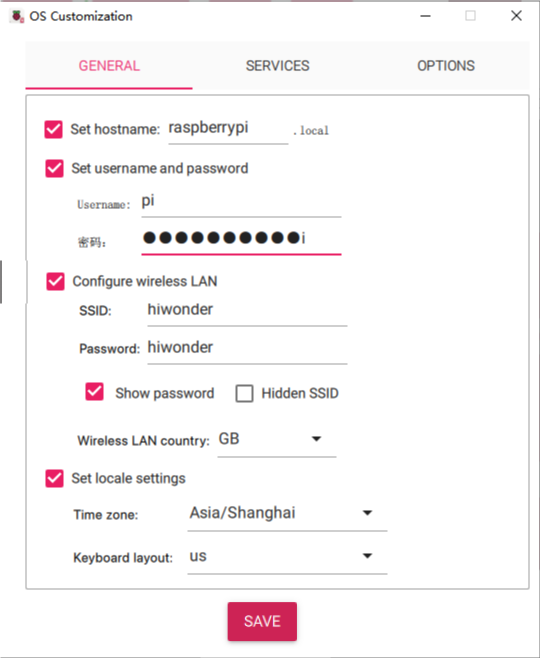 OS Customization
GENERAL SERVICES OPTIONS
Set hostname: raspberrypi .local
Set username and password
Username: pi
密码: ●●●●●●●●●●i
Configure wireless LAN
SSID: hiwonder
Password: hiwonder
Show password Hidden SSID
Wireless LAN country: GB
Set locale settings
Time zone: Asia/Shanghai
Keyboard layout: us
SAVE